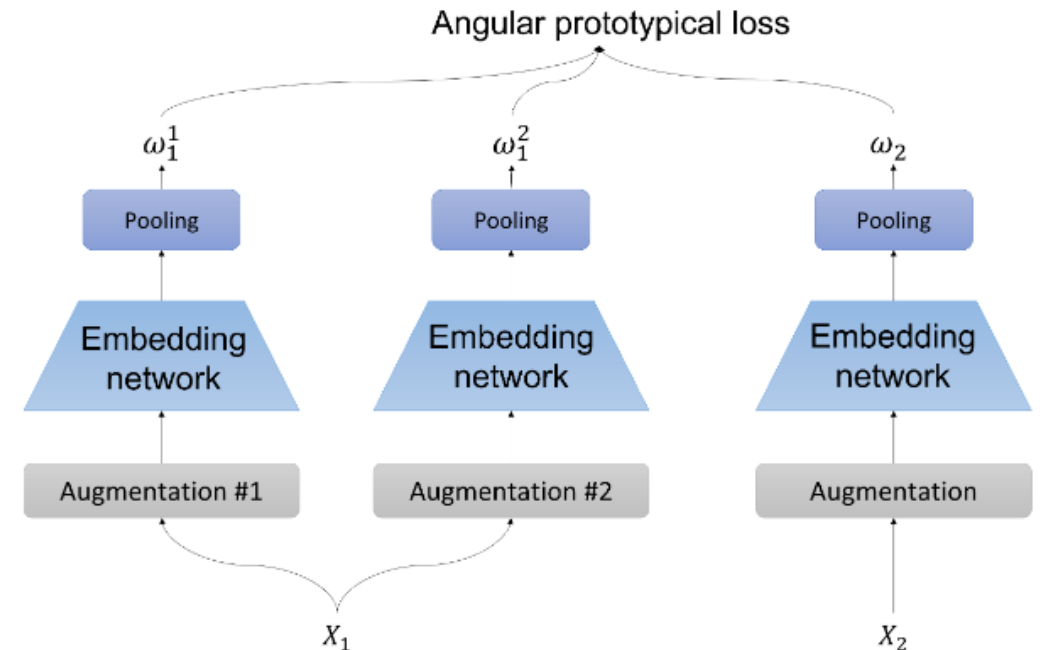 Angular prototypical loss
ω₁¹ ω₁² ω₂
Pooling Pooling Pooling
Embedding Embedding Embedding
network network network
Augmentation #1 Augmentation #2 Augmentation
X₁ X₂